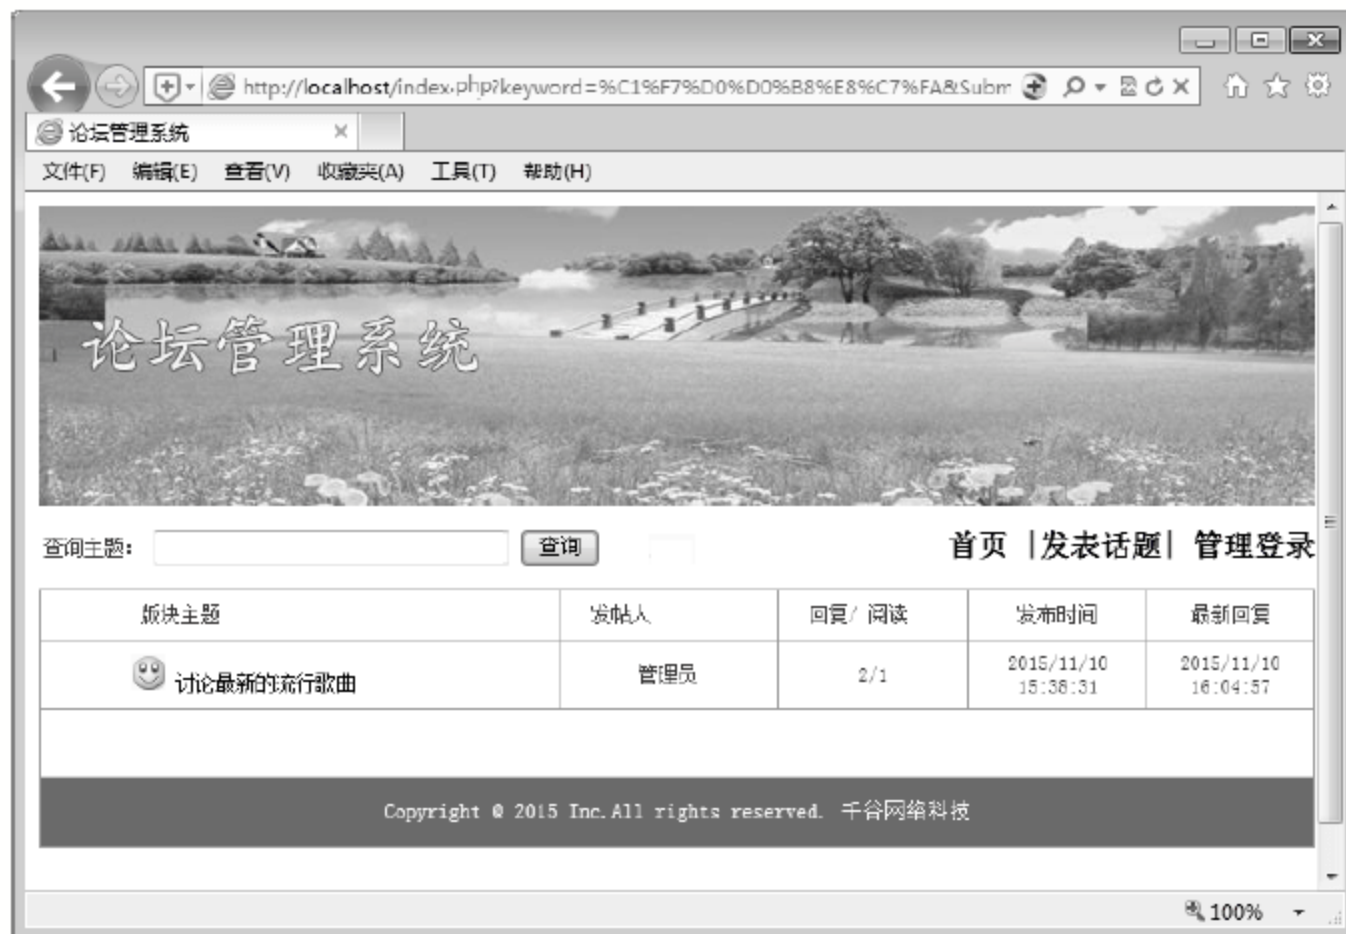 http://localhost/index.php?keyword=%C1%F7%D0%D0%B8%E8%C7%FA&Subm
论坛管理系统
文件(F) 编辑(E) 查看(V) 收藏夹(A) 工具(T) 帮助(H)
论坛管理系统
查询主题: 查询 首页 |发表话题| 管理登录
版块主题 发帖人 回复/ 阅读 发布时间 最新回复
讨论最新的流行歌曲 管理员 2/1 2015/11/10 15:38:31 2015/11/10 16:04:57
Copyright @ 2015 Inc.All rights reserved. 千谷网络科技
100%